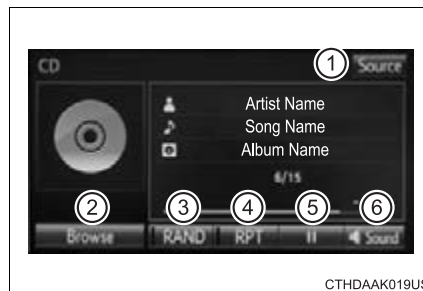 CD
1
Source
Artist Name
Song Name
Album Name
6/15
2
3
4
5
6
Browse
RAND
RPT
Sound
CTHDAAK019US